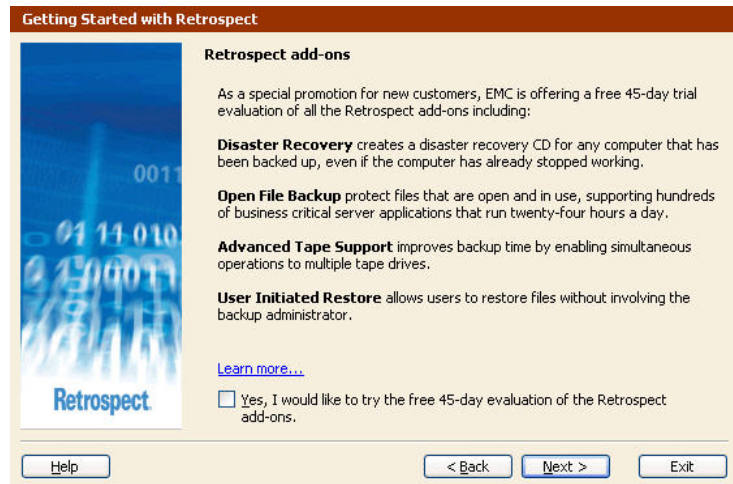 Getting Started with Retrospect
Retrospect add-ons
As a special promotion for new customers, EMC is offering a free 45-day trial
evaluation of all the Retrospect add-ons including:
Disaster Recovery creates a disaster recovery CD for any computer that has
been backed up, even if the computer has already stopped working.
Open File Backup protect files that are open and in use, supporting hundreds
of business critical server applications that run twenty-four hours a day.
Advanced Tape Support improves backup time by enabling simultaneous
operations to multiple tape drives.
User Initiated Restore allows users to restore files without involving the
backup administrator.
Learn more...
Yes, I would like to try the free 45-day evaluation of the Retrospect
add-ons.
0011
01 11 010
Retrospect.
Help
< Back
Next >
Exit